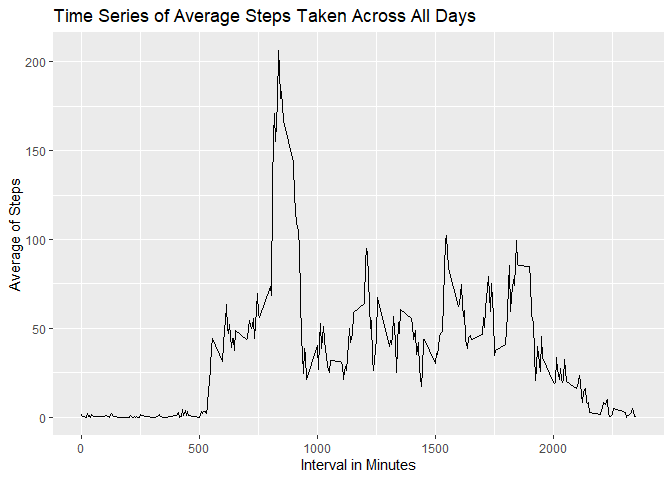 Time Series of Average Steps Taken Across All Days
Average of Steps
200
150
100
50
0
0 500 1000 1500 2000
Interval in Minutes